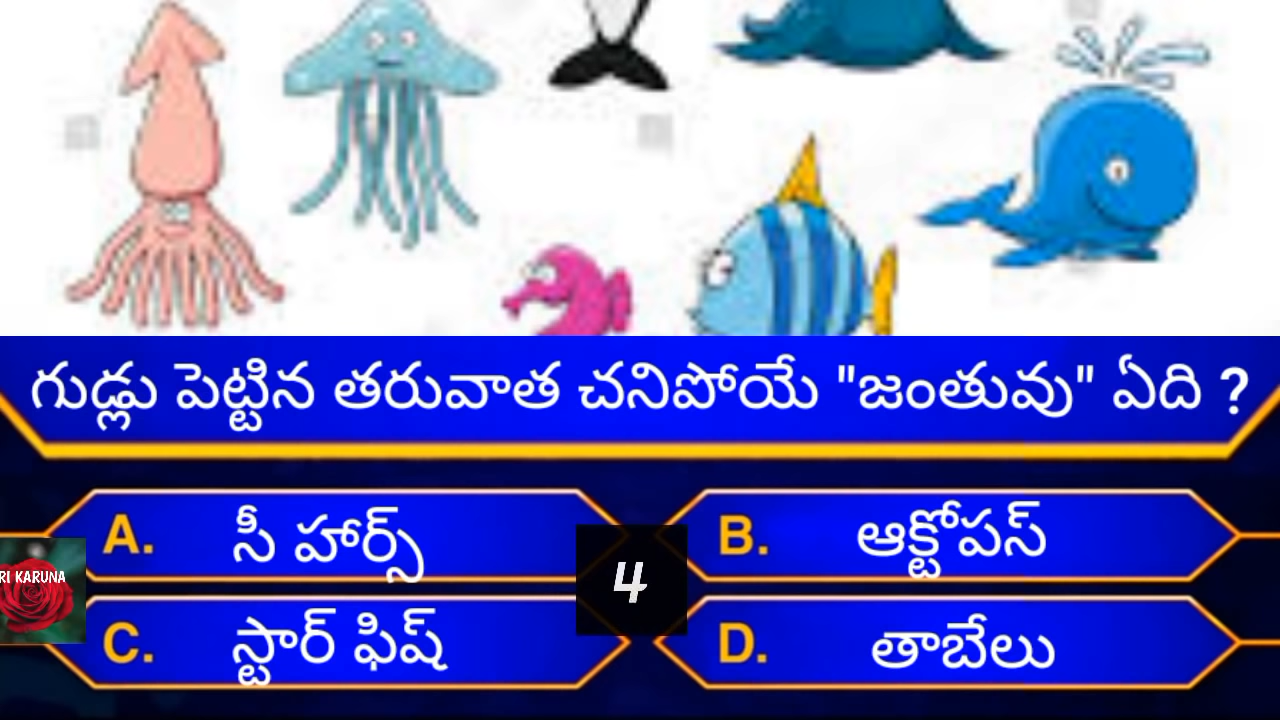 గుడ్లు పెట్టిన తరువాత చనిపోయే "జంతువు" ఏది ?
A. సీ హార్స్
B. ఆక్టోపస్
4
RI KARUNA
C. స్టార్ ఫిష్
D. తాబేలు